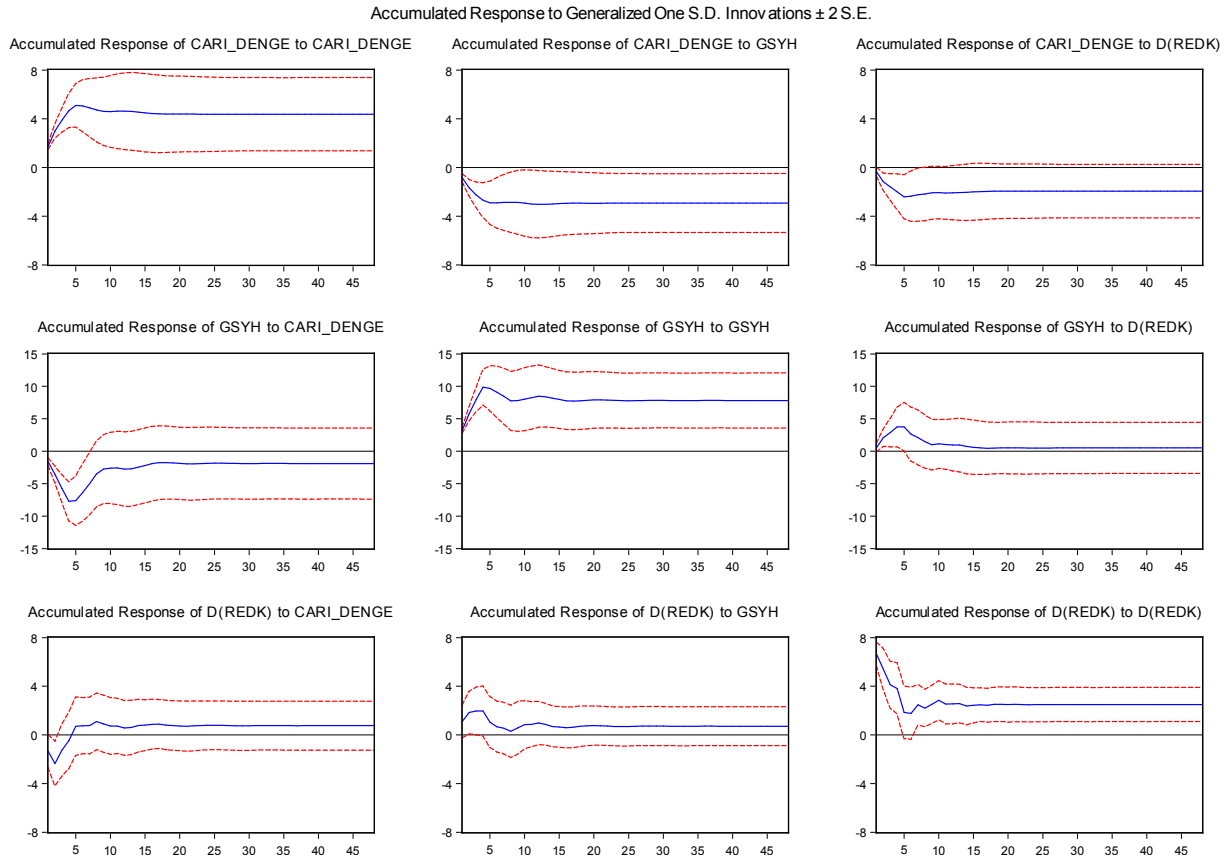 Accumulated Response to Generalized One S.D. Innovations ± 2 S.E.
Accumulated Response of CARI_DENGE to CARI_DENGE
8
4
0
-4
-8
5 10 15 20 25 30 35 40 45
Accumulated Response of CARI_DENGE to GSYH
8
4
0
-4
-8
5 10 15 20 25 30 35 40 45
Accumulated Response of CARI_DENGE to D(REDK)
8
4
0
-4
-8
5 10 15 20 25 30 35 40 45
Accumulated Response of GSYH to CARI_DENGE
15
10
5
0
-5
-10
-15
5 10 15 20 25 30 35 40 45
Accumulated Response of GSYH to GSYH
15
10
5
0
-5
-10
-15
5 10 15 20 25 30 35 40 45
Accumulated Response of GSYH to D(REDK)
15
10
5
0
-5
-10
-15
5 10 15 20 25 30 35 40 45
Accumulated Response of D(REDK) to CARI_DENGE
8
4
0
-4
-8
5 10 15 20 25 30 35 40 45
Accumulated Response of D(REDK) to GSYH
8
4
0
-4
-8
5 10 15 20 25 30 35 40 45
Accumulated Response of D(REDK) to D(REDK)
8
4
0
-4
-8
5 10 15 20 25 30 35 40 45